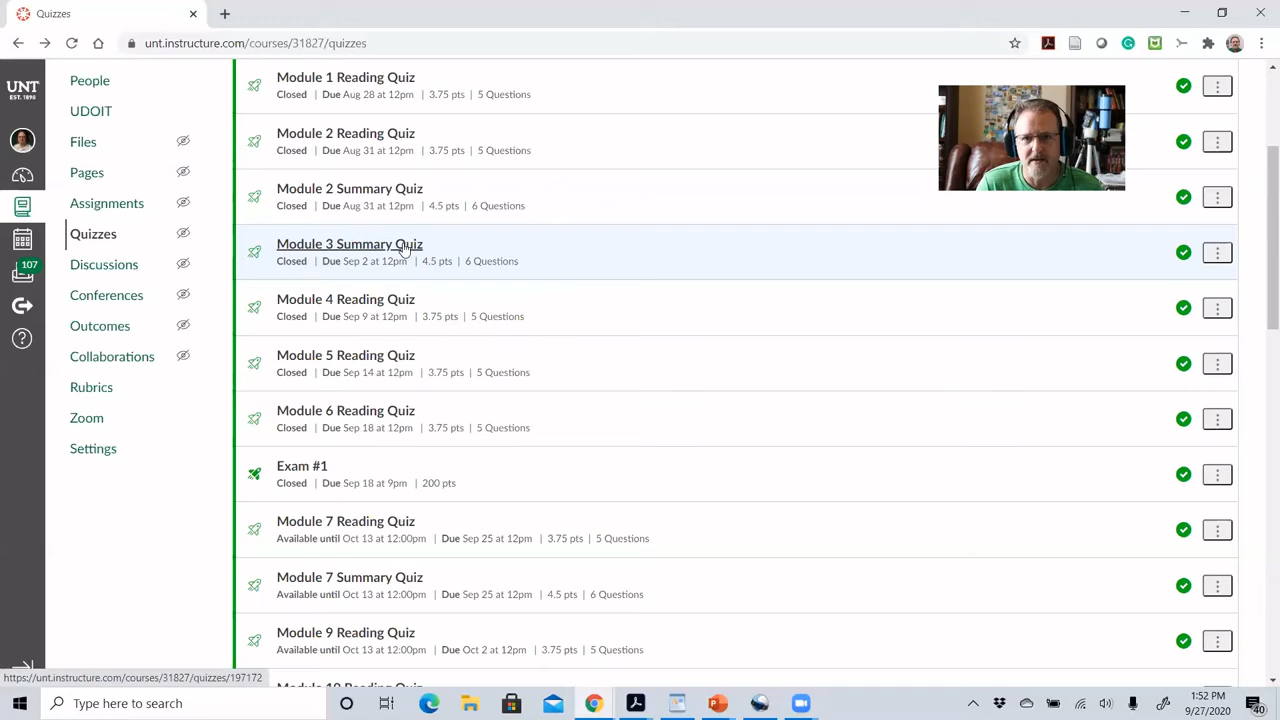 Quizzes
unt.instructure.com/courses/31827/quizzes
UNT
EST. 1890
107
People
UDOIT
Files
Pages
Assignments
Quizzes
Discussions
Conferences
Outcomes
Collaborations
Rubrics
Zoom
Settings
Module 1 Reading Quiz
Closed | Due Aug 28 at 12pm | 3.75 pts | 5 Questions
Module 2 Reading Quiz
Closed | Due Aug 31 at 12pm | 3.75 pts | 5 Questions
Module 2 Summary Quiz
Closed | Due Aug 31 at 12pm | 4.5 pts | 6 Questions
Module 3 Summary Quiz
Closed | Due Sep 2 at 12pm | 4.5 pts | 6 Questions
Module 4 Reading Quiz
Closed | Due Sep 9 at 12pm | 3.75 pts | 5 Questions
Module 5 Reading Quiz
Closed | Due Sep 14 at 12pm | 3.75 pts | 5 Questions
Module 6 Reading Quiz
Closed | Due Sep 18 at 12pm | 3.75 pts | 5 Questions
Exam #1
Closed | Due Sep 18 at 9pm | 200 pts
Module 7 Reading Quiz
Available until Oct 13 at 12:00pm | Due Sep 25 at 12pm | 3.75 pts | 5 Questions
Module 7 Summary Quiz
Available until Oct 13 at 12:00pm | Due Sep 25 at 12pm | 4.5 pts | 6 Questions
Module 9 Reading Quiz
Available until Oct 13 at 12:00pm | Due Oct 2 at 12pm | 3.75 pts | 5 Questions
Module 10 Reading Quiz
https://unt.instructure.com/courses/31827/quizzes/197172
Type here to search
1:52 PM
9/27/2020
40